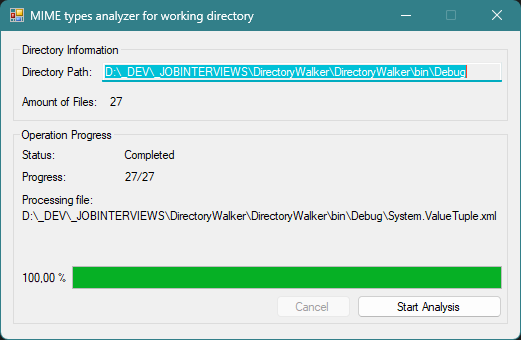 MIME types analyzer for working directory
Directory Information
Directory Path: D:\_DEV\_JOBINTERVIEWS\DirectoryWalker\DirectoryWalker\bin\Debug
Amount of Files: 27
Operation Progress
Status: Completed
Progress: 27/27
Processing file:
D:\_DEV\_JOBINTERVIEWS\DirectoryWalker\DirectoryWalker\bin\Debug\System.ValueTuple.xml
100,00 %
Cancel Start Analysis